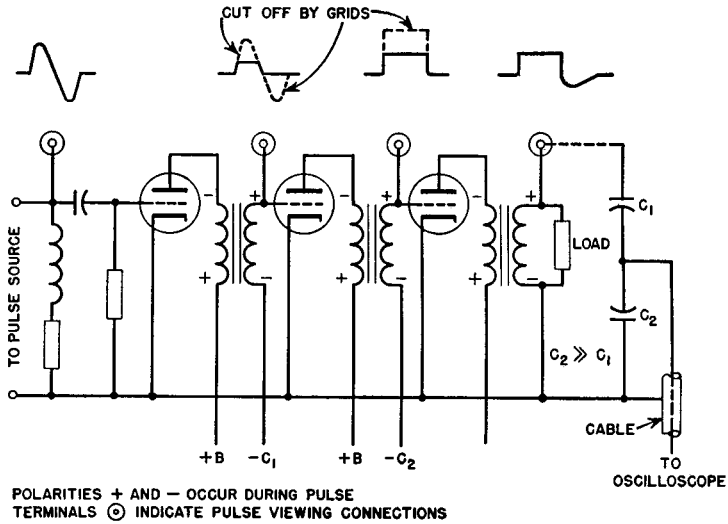 CUT OFF BY GRIDS
TO PULSE SOURCE
- + - + - +
+ - + - + -
LOAD
C₁
C₂
C₂ ≫ C₁
CABLE
+B -C₁ +B -C₂
TO
OSCILLOSCOPE
POLARITIES + AND - OCCUR DURING PULSE
TERMINALS ⊚ INDICATE PULSE VIEWING CONNECTIONS